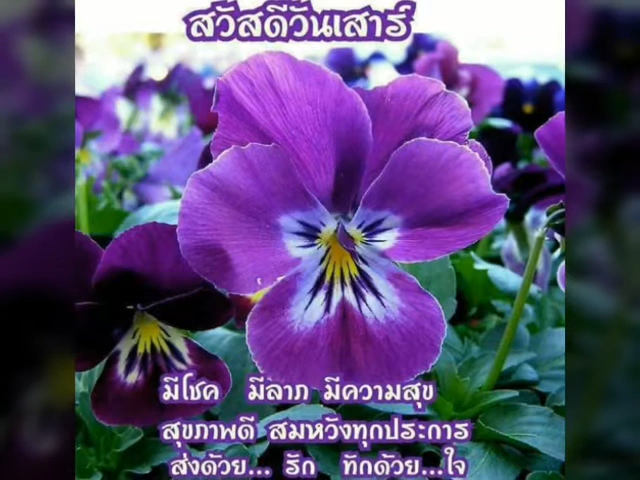 สวัสดีวันเสาร์
มีโชค มีลาภ มีความสุข
สุขภาพดี สมหวังทุกประการ
ส่งด้วย... รัก ทักด้วย...ใจ